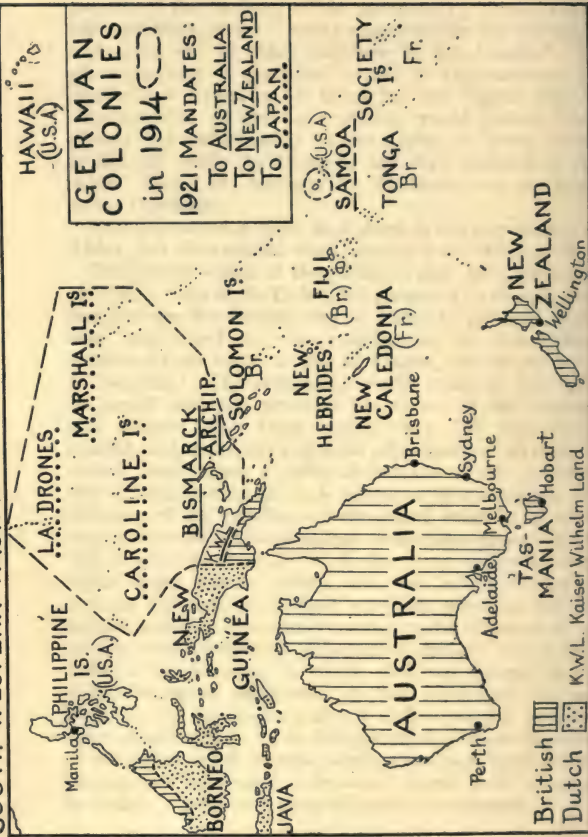 HAWAII
(U.S.A)
GERMAN
COLONIES
in 1914
1921. MANDATES:
To AUSTRALIA
To NEW ZEALAND
To JAPAN
LADRONES
MARSHALL Is
CAROLINE Is
PHILIPPINE
Is.
(U.S.A)
Manila
BISMARCK
ARCHIP.
SOLOMON Is
Br.
NEW
GUINEA
K.W.L.
BORNEO
JAVA
NEW
HEBRIDES
FIJI
(Br.)
NEW
CALEDONIA
(Fr.)
(U.S.A)
SAMOA
SOCIETY
Is
Fr.
TONGA
Br
AUSTRALIA
Brisbane
Sydney
Melbourne
Adelaide
Perth
TAS-
MANIA
Hobart
NEW
ZEALAND
Wellington
British
Dutch
K.W.L. Kaiser Wilhelm Land